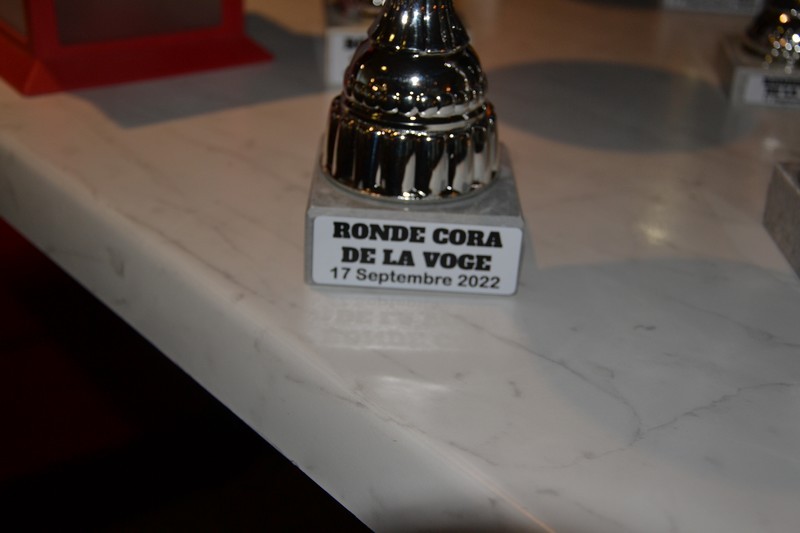 RONDE CORA
DE LA VOGE
17 Septembre 2022